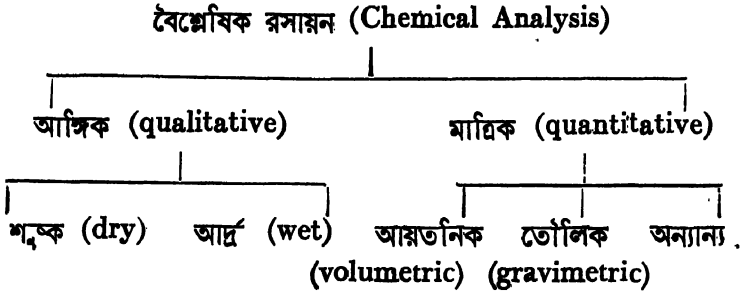 বৈশ্লেষিক রসায়ন (Chemical Analysis)
আঙ্গিক (qualitative) মাত্রিক (quantitative)
শুষ্ক (dry) আর্দ্র (wet) আয়তনিক তৌলিক অন্যান্য .
(volumetric) (gravimetric)